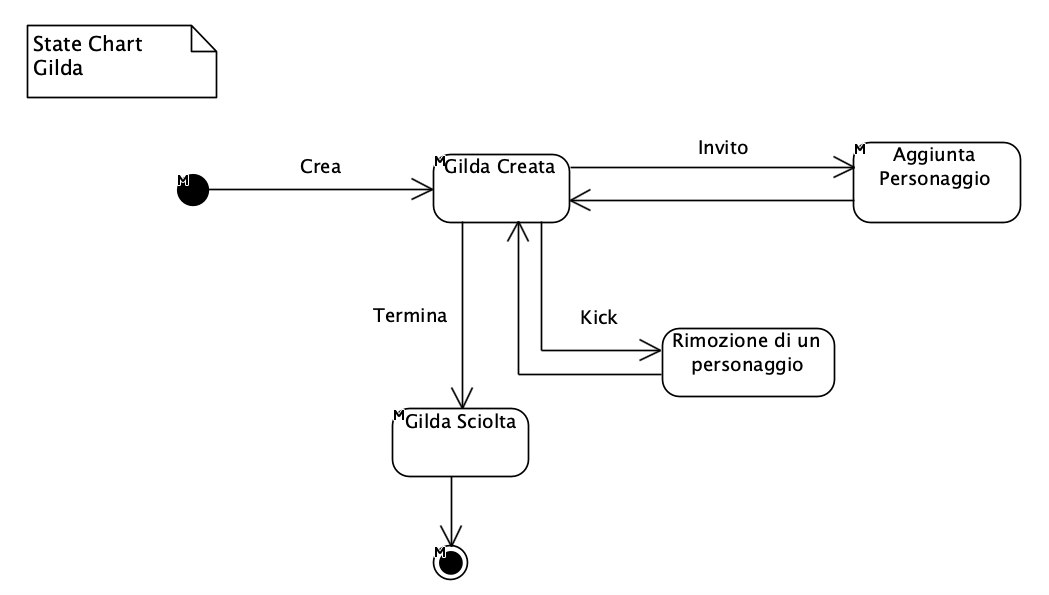 State Chart
Gilda
Crea
M
M
Gilda Creata
Invito
M
Aggiunta
Personaggio
Termina
Kick
Rimozione di un
personaggio
M
Gilda Sciolta
M